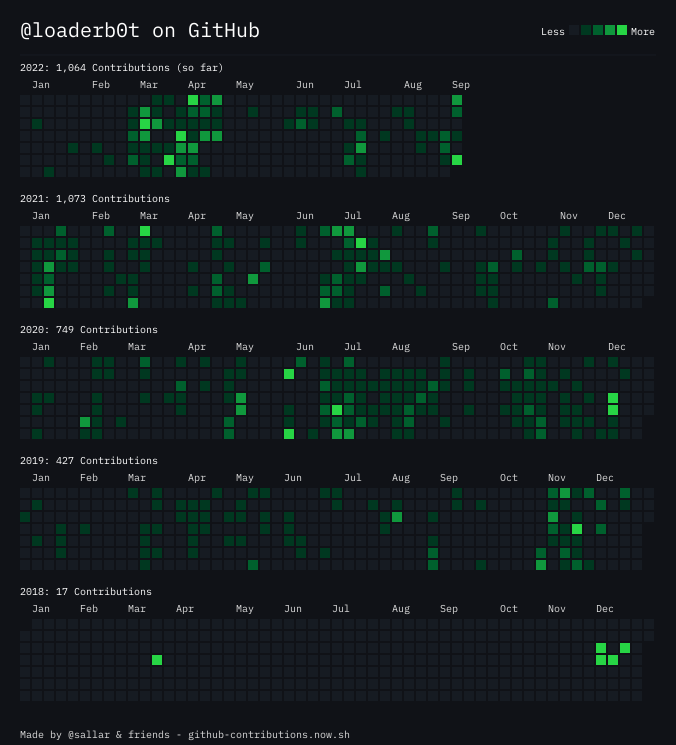 @loaderb0t on GitHub
Less More
2022: 1,064 Contributions (so far)
Jan Feb Mar Apr May Jun Jul Aug Sep
2021: 1,073 Contributions
Jan Feb Mar Apr May Jun Jul Aug Sep Oct Nov Dec
2020: 749 Contributions
Jan Feb Mar Apr May Jun Jul Aug Sep Oct Nov Dec
2019: 427 Contributions
Jan Feb Mar Apr May Jun Jul Aug Sep Oct Nov Dec
2018: 17 Contributions
Jan Feb Mar Apr May Jun Jul Aug Sep Oct Nov Dec
Made by @sallar & friends - github-contributions.now.sh